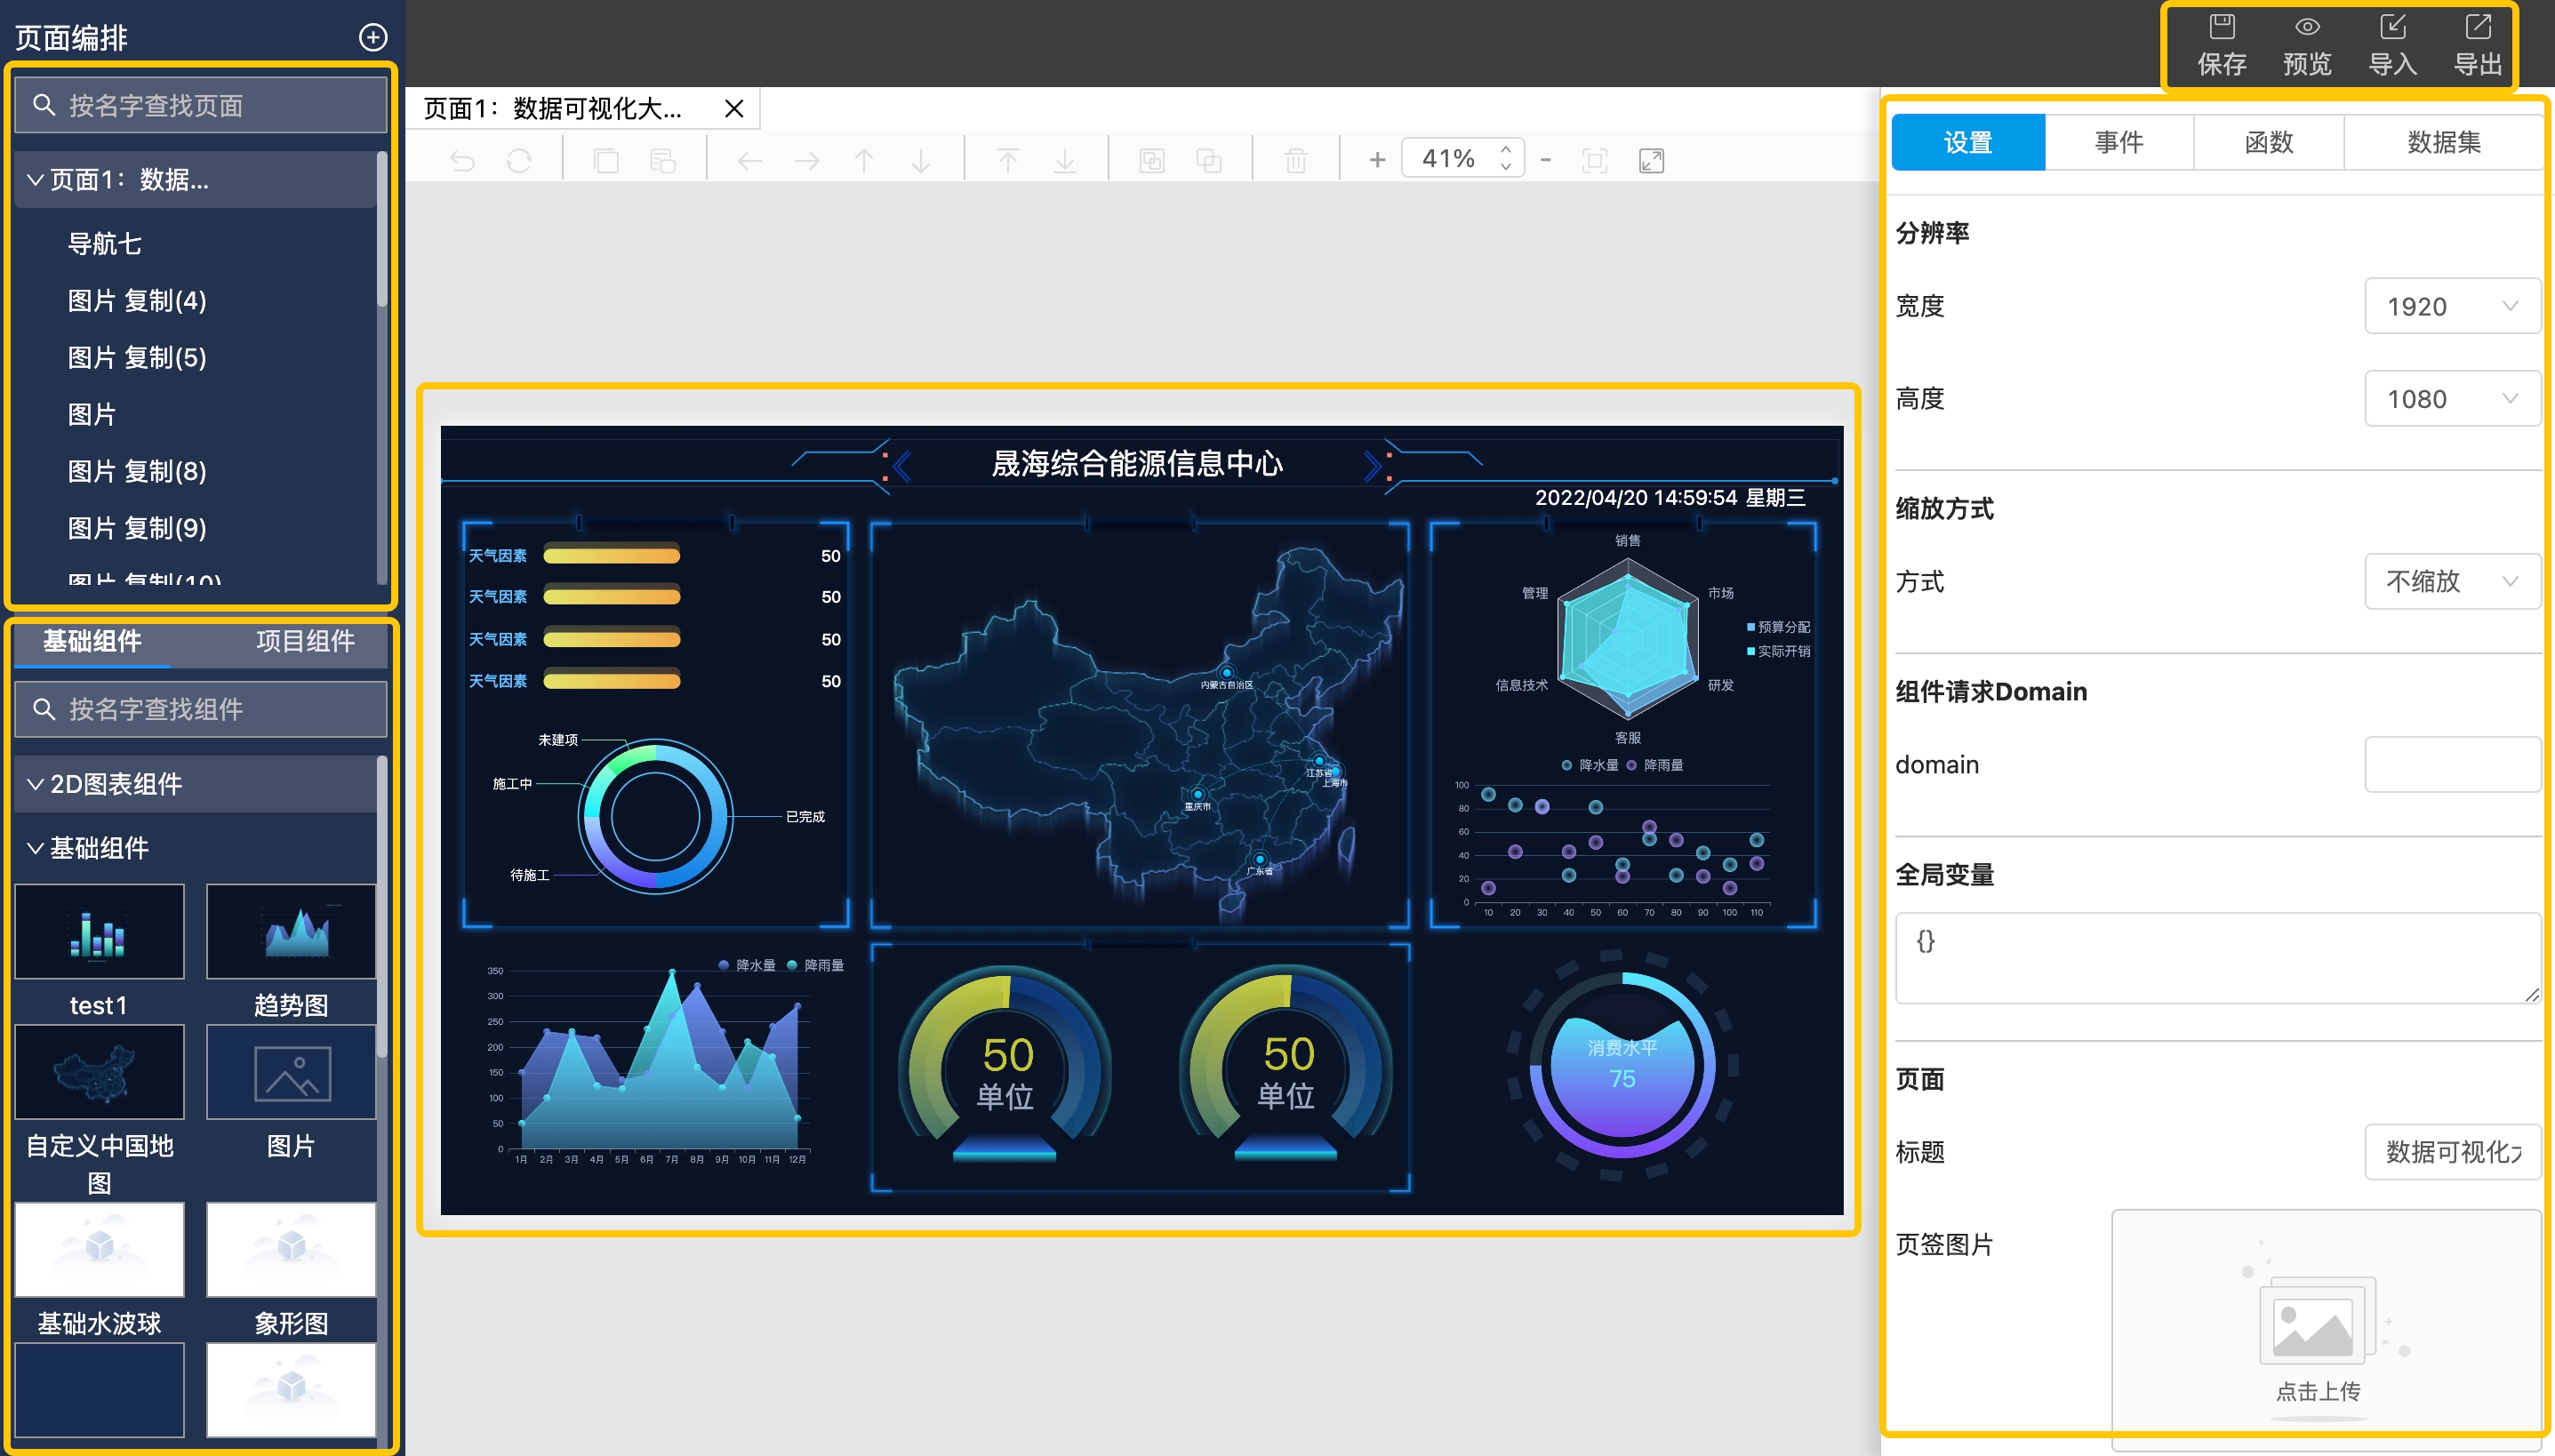 页面编排
按名字查找页面
页面1：数据...
导航七
图片 复制(4)
图片 复制(5)
图片
图片 复制(8)
图片 复制(9)
图片 复制(10)
基础组件
项目组件
按名字查找组件
2D图表组件
基础组件
test1
趋势图
自定义中国地图
图片
基础水波球
象形图
保存
预览
导入
导出
页面1：数据可视化大...
+ 41% -
晟海综合能源信息中心
2022/04/20 14:59:54 星期三
天气因素 50
天气因素 50
天气因素 50
天气因素 50
未建项
施工中
已完成
待施工
内蒙古自治区
江苏省
上海市
重庆市
广东省
销售
管理
市场
预算分配
实际开销
信息技术
研发
客服
降水量 降雨量
100
80
60
40
20
0
10 20 30 40 50 60 70 80 90 100 110
降水量 降雨量
350
300
250
200
150
100
50
0
1月 2月 3月 4月 5月 6月 7月 8月 9月 10月 11月 12月
50
单位
50
单位
消费水平
75
设置
事件
函数
数据集
分辨率
宽度 1920
高度 1080
缩放方式
方式 不缩放
组件请求Domain
domain
全局变量
{}
页面
标题 数据可视化
页签图片
点击上传